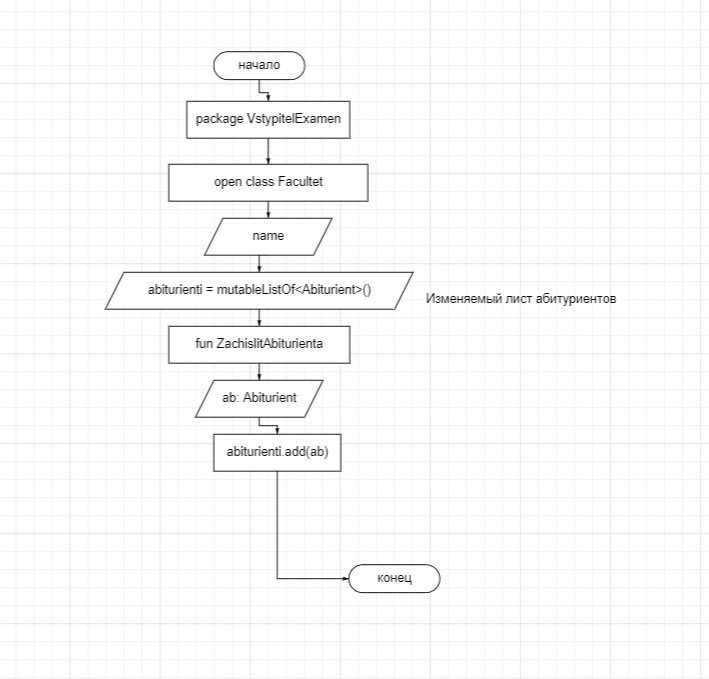 начало
package VstypitelExamen
open class Facultet
name
abiturienti = mutableListOf<Abiturient>()
Изменяемый лист абитуриентов
fun ZachislitAbiturienta
ab: Abiturient
abiturienti.add(ab)
конец